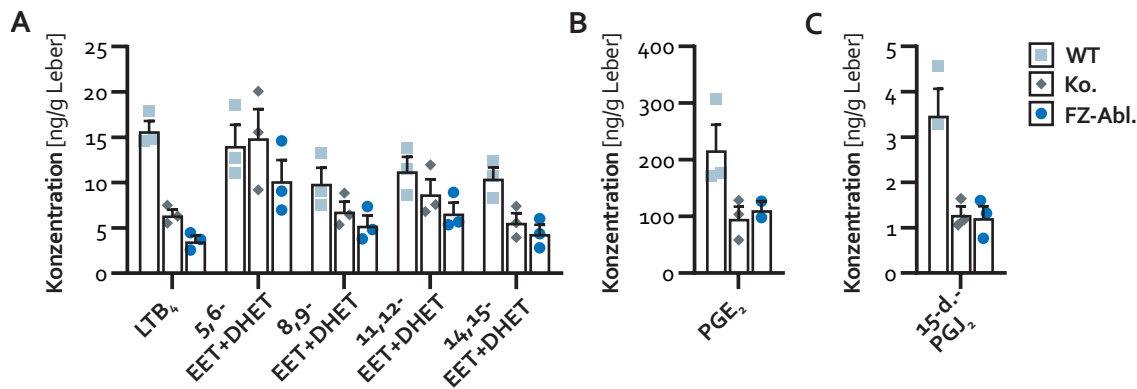 A
Konzentration [ng/g Leber]
25
20
15
10
5
0
LTB₄
5,6-
EET+DHET
8,9-
EET+DHET
11,12-
EET+DHET
14,15-
EET+DHET
B
Konzentration [ng/g Leber]
400
300
200
100
0
PGE₂
C
Konzentration [ng/g Leber]
5
4
3
2
1
0
15-d.-
PGJ₂
WT
Ko.
FZ-Abl.